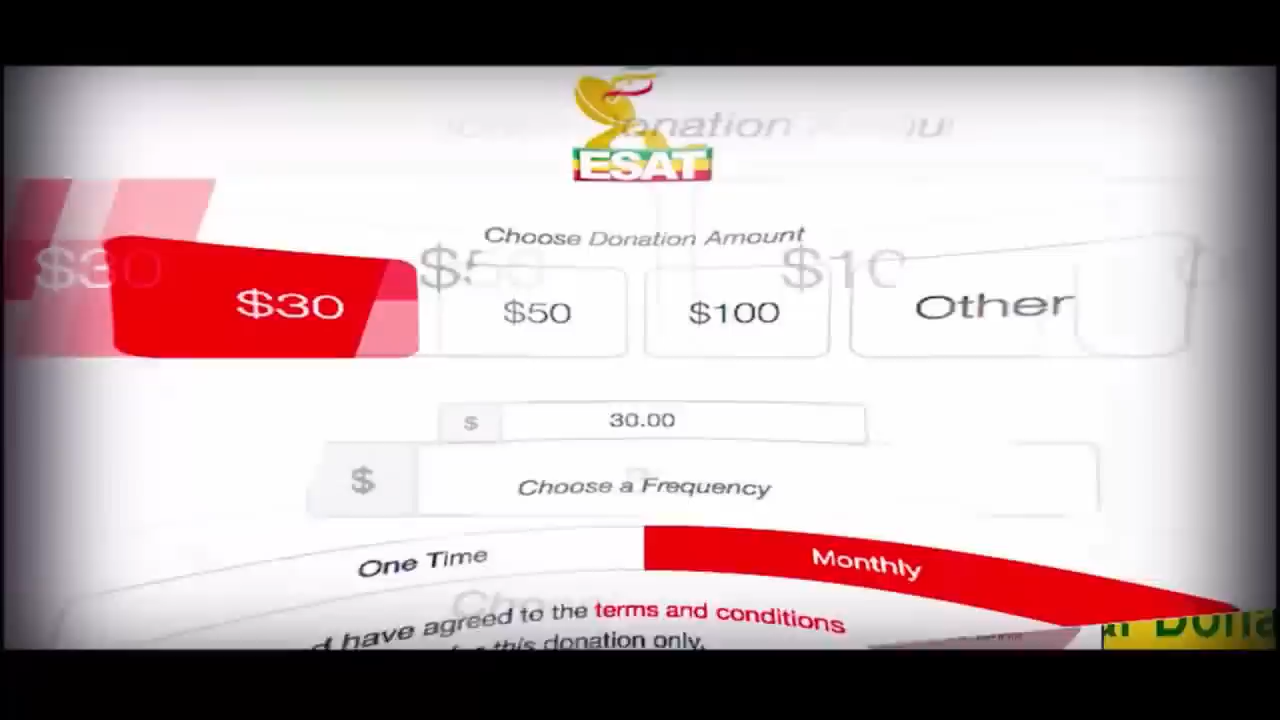 ESAT
Choose Donation Amount
$30 $50 $100 Other
$ 30.00
$
Choose a Frequency
One Time Monthly
have agreed to the terms and conditions
this donation only.